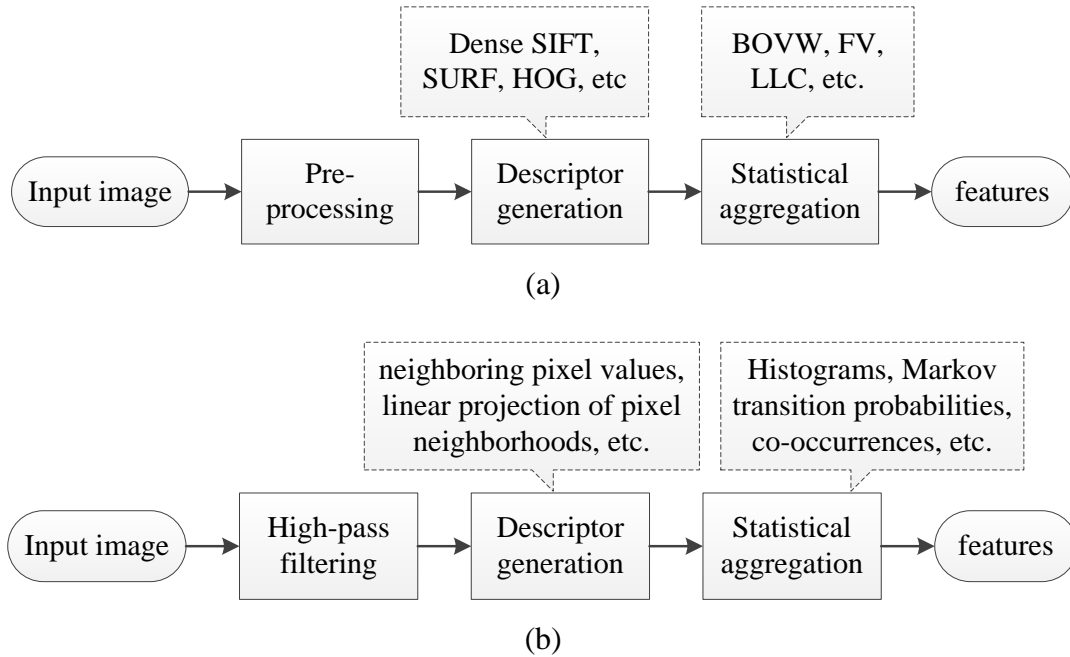 Dense SIFT,
SURF, HOG, etc
BOVW, FV,
LLC, etc.
Input image
Pre-
processing
Descriptor
generation
Statistical
aggregation
features
(a)
neighboring pixel values,
linear projection of pixel
neighborhoods, etc.
Histograms, Markov
transition probabilities,
co-occurrences, etc.
Input image
High-pass
filtering
Descriptor
generation
Statistical
aggregation
features
(b)